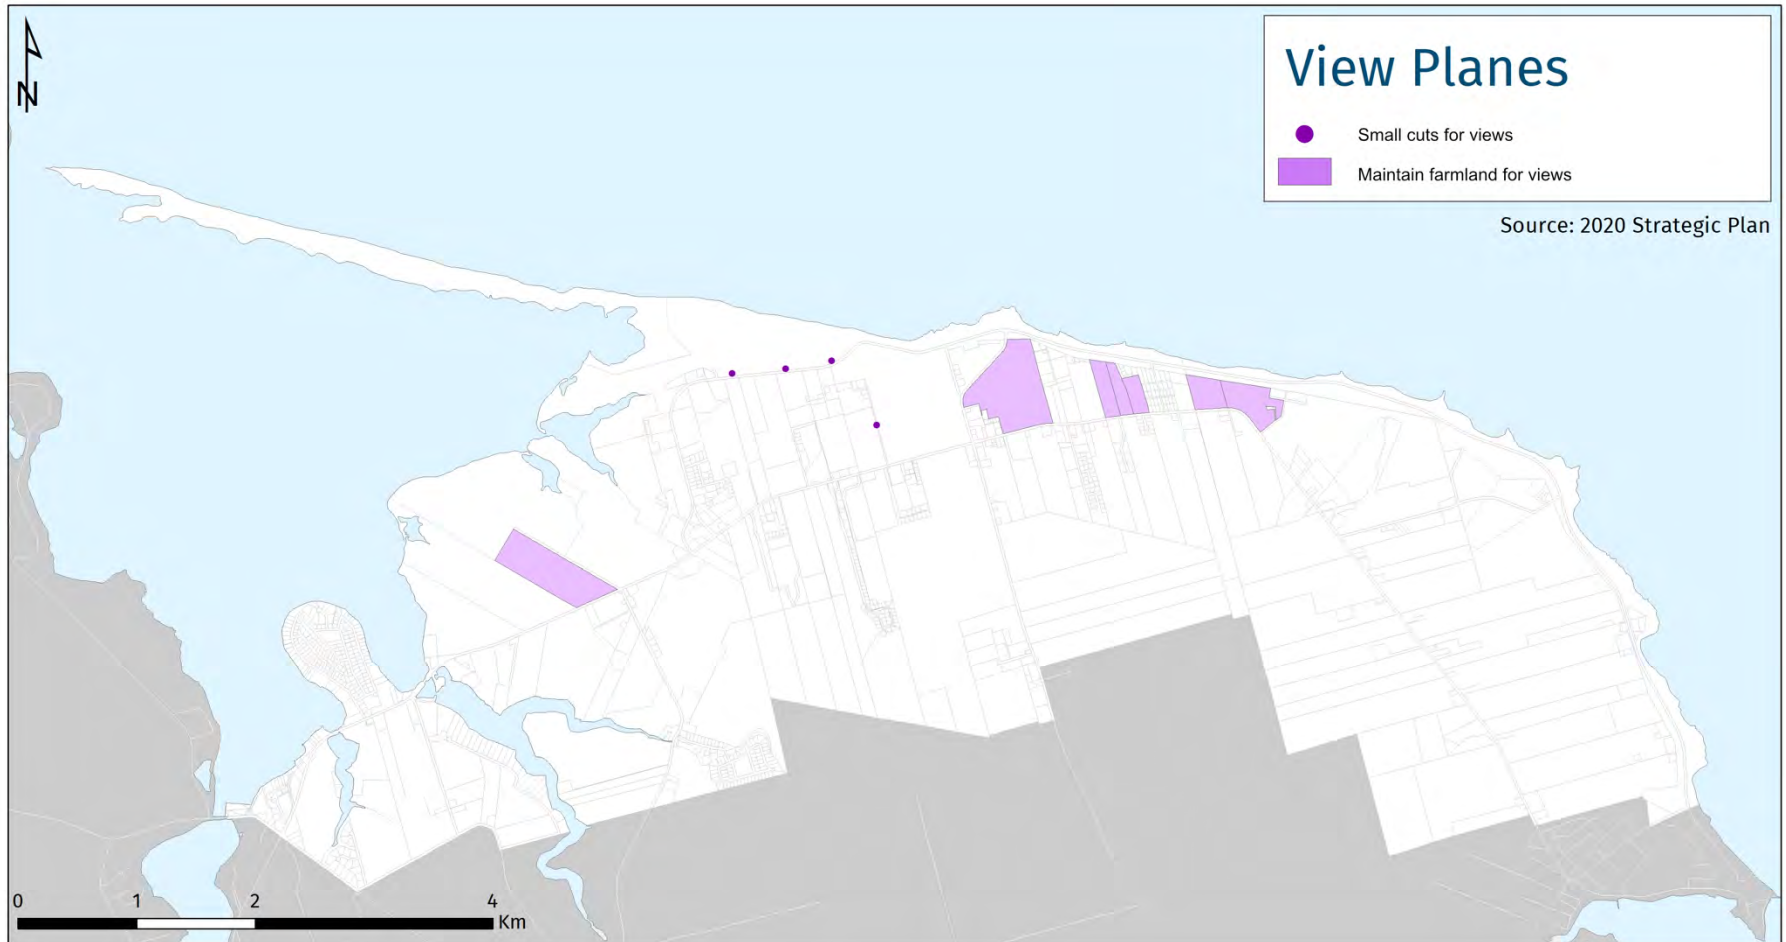 N
View Planes
Small cuts for views
Maintain farmland for views
Source: 2020 Strategic Plan
0 1 2 4
Km